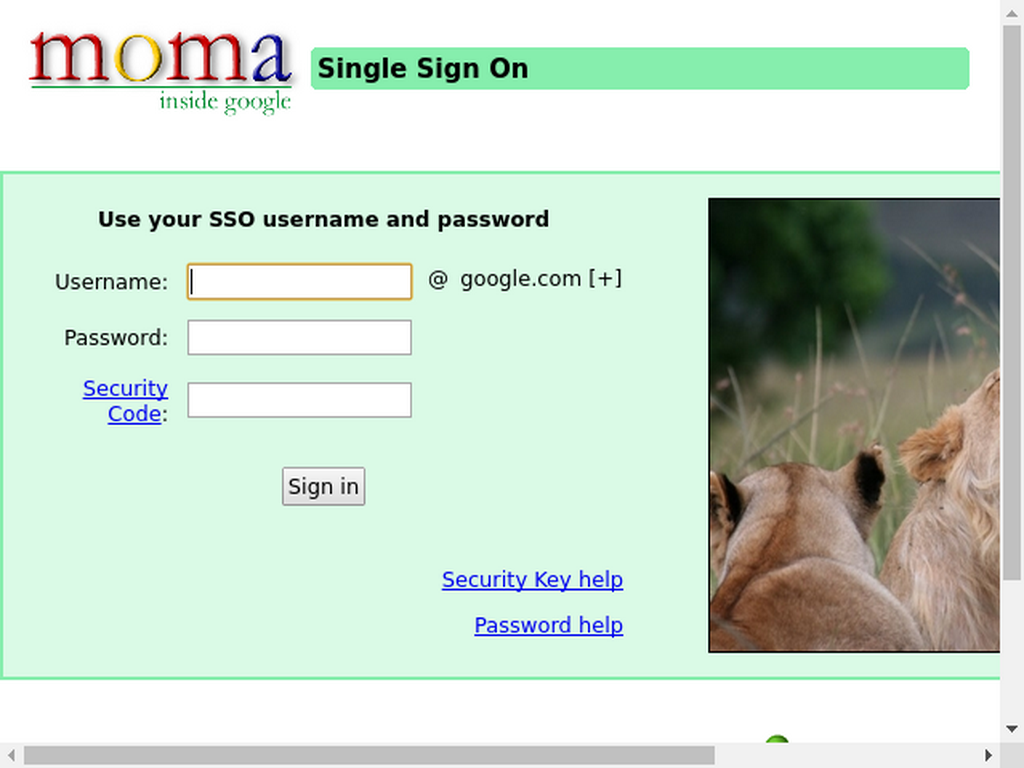 moma
inside google
Single Sign On
Use your SSO username and password
Username:
@ google.com [+]
Password:
Security
Code:
Sign in
Security Key help
Password help